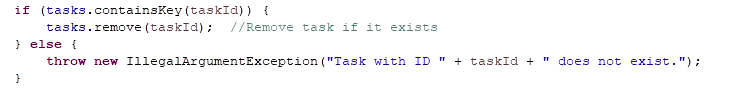 if (tasks.containsKey(taskId)) {
    tasks.remove(taskId);  //Remove task if it exists
} else {
    throw new IllegalArgumentException("Task with ID " + taskId + " does not exist.");
}